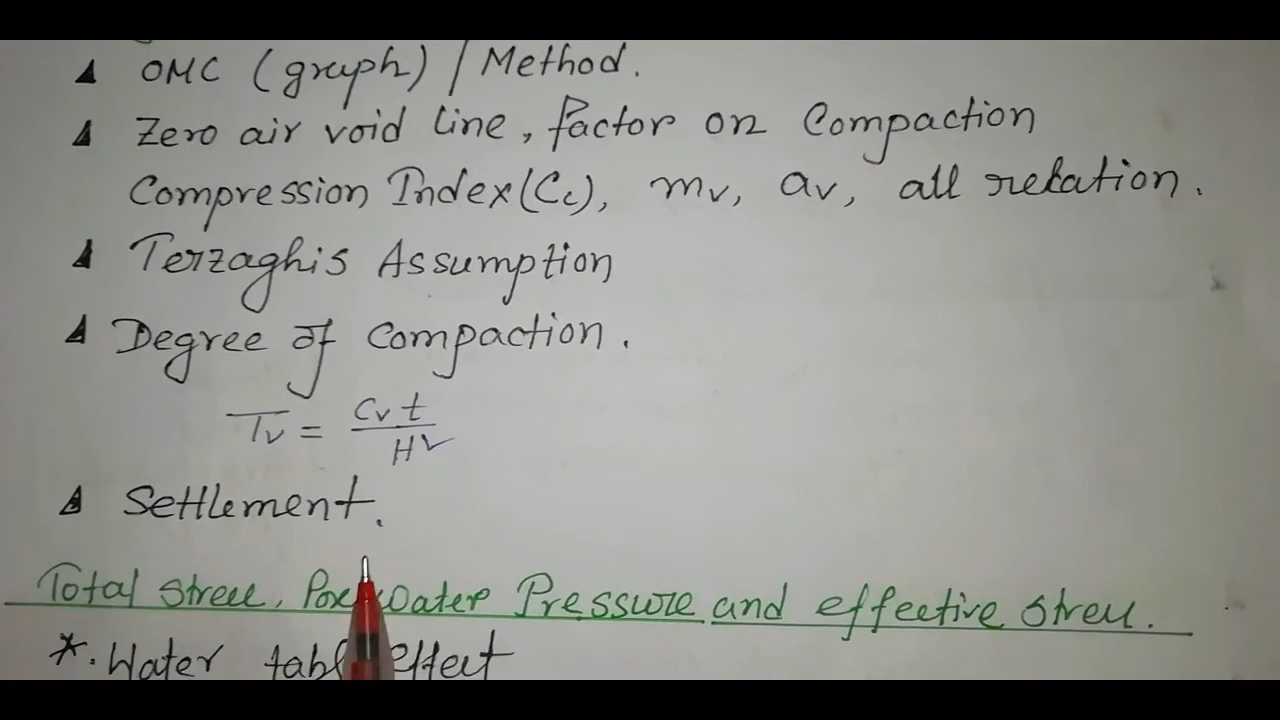 OMC (graph) / Method.
Zero air void line, factor on Compaction
Compression Index (Cc), mv, av, all relation.
Terzaghis Assumption
Degree of Compaction.
Tv = Cv t / H²
Settlement.
Total stress, Pore water Pressure and effective stress.
*. Water table effect